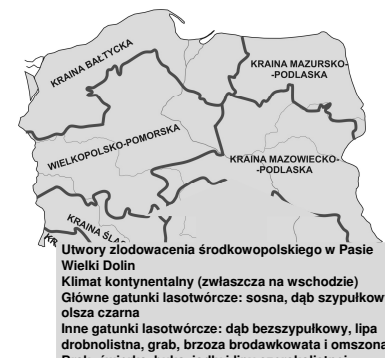 KRAINA BAŁTYCKA
KRAINA MAZURSKO-
-PODLASKA
WIELKOPOLSKO-POMORSKA
KRAINA MAZOWIECKO-
-PODLASKA
KRAINA
Utwory zlodowacenia środkowopolskiego w Pasie
Wielki Dolin
Klimat kontynentalny (zwłaszcza na wschodzie)
Główne gatunki lasotwórcze: sosna, dąb szypułkow
olsza czarna
Inne gatunki lasotwórcze: dąb bezszypułkowy, lipa
drobnolistna, grab, brzoza brodawkowata i omszona